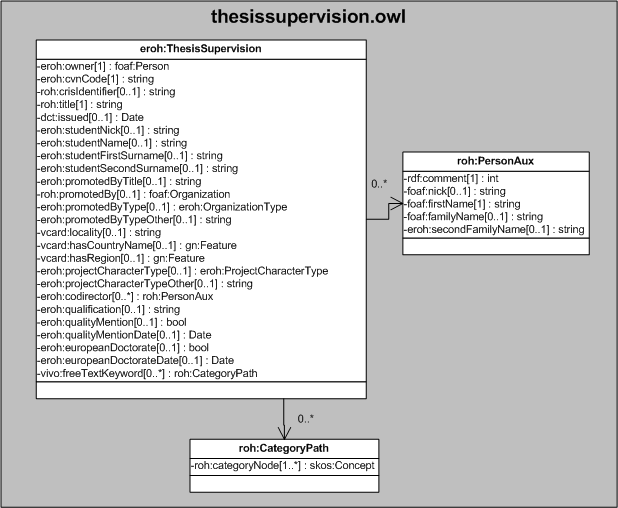 thesissupervision.owl
eroh:ThesisSupervision
-eroh:owner[1] : foaf:Person
-eroh:cvnCode[1] : string
-roh:crisIdentifier[0..1] : string
-roh:title[1] : string
-dct:issued[0..1] : Date
-eroh:studentNick[0..1] : string
-eroh:studentName[0..1] : string
-eroh:studentFirstSurname[0..1] : string
-eroh:studentSecondSurname[0..1] : string
-eroh:promotedByTitle[0..1] : string
-roh:promotedBy[0..1] : foaf:Organization
-eroh:promotedByType[0..1] : eroh:OrganizationType
-eroh:promotedByTypeOther[0..1] : string
-vcard:locality[0..1] : string
-vcard:hasCountryName[0..1] : gn:Feature
-vcard:hasRegion[0..1] : gn:Feature
-eroh:projectCharacterType[0..1] : eroh:ProjectCharacterType
-eroh:projectCharacterTypeOther[0..1] : string
-eroh:codirector[0..*] : roh:PersonAux
-eroh:qualification[0..1] : string
-eroh:qualityMention[0..1] : bool
-eroh:qualityMentionDate[0..1] : Date
-eroh:europeanDoctorate[0..1] : bool
-eroh:europeanDoctorateDate[0..1] : Date
-vivo:freeTextKeyword[0..*] : roh:CategoryPath
0..*
roh:PersonAux
-rdf:comment[1] : int
-foaf:nick[0..1] : string
-foaf:firstName[1] : string
-foaf:familyName[0..1] : string
-eroh:secondFamilyName[0..1] : string
0..*
roh:CategoryPath
-roh:categoryNode[1..*] : skos:Concept